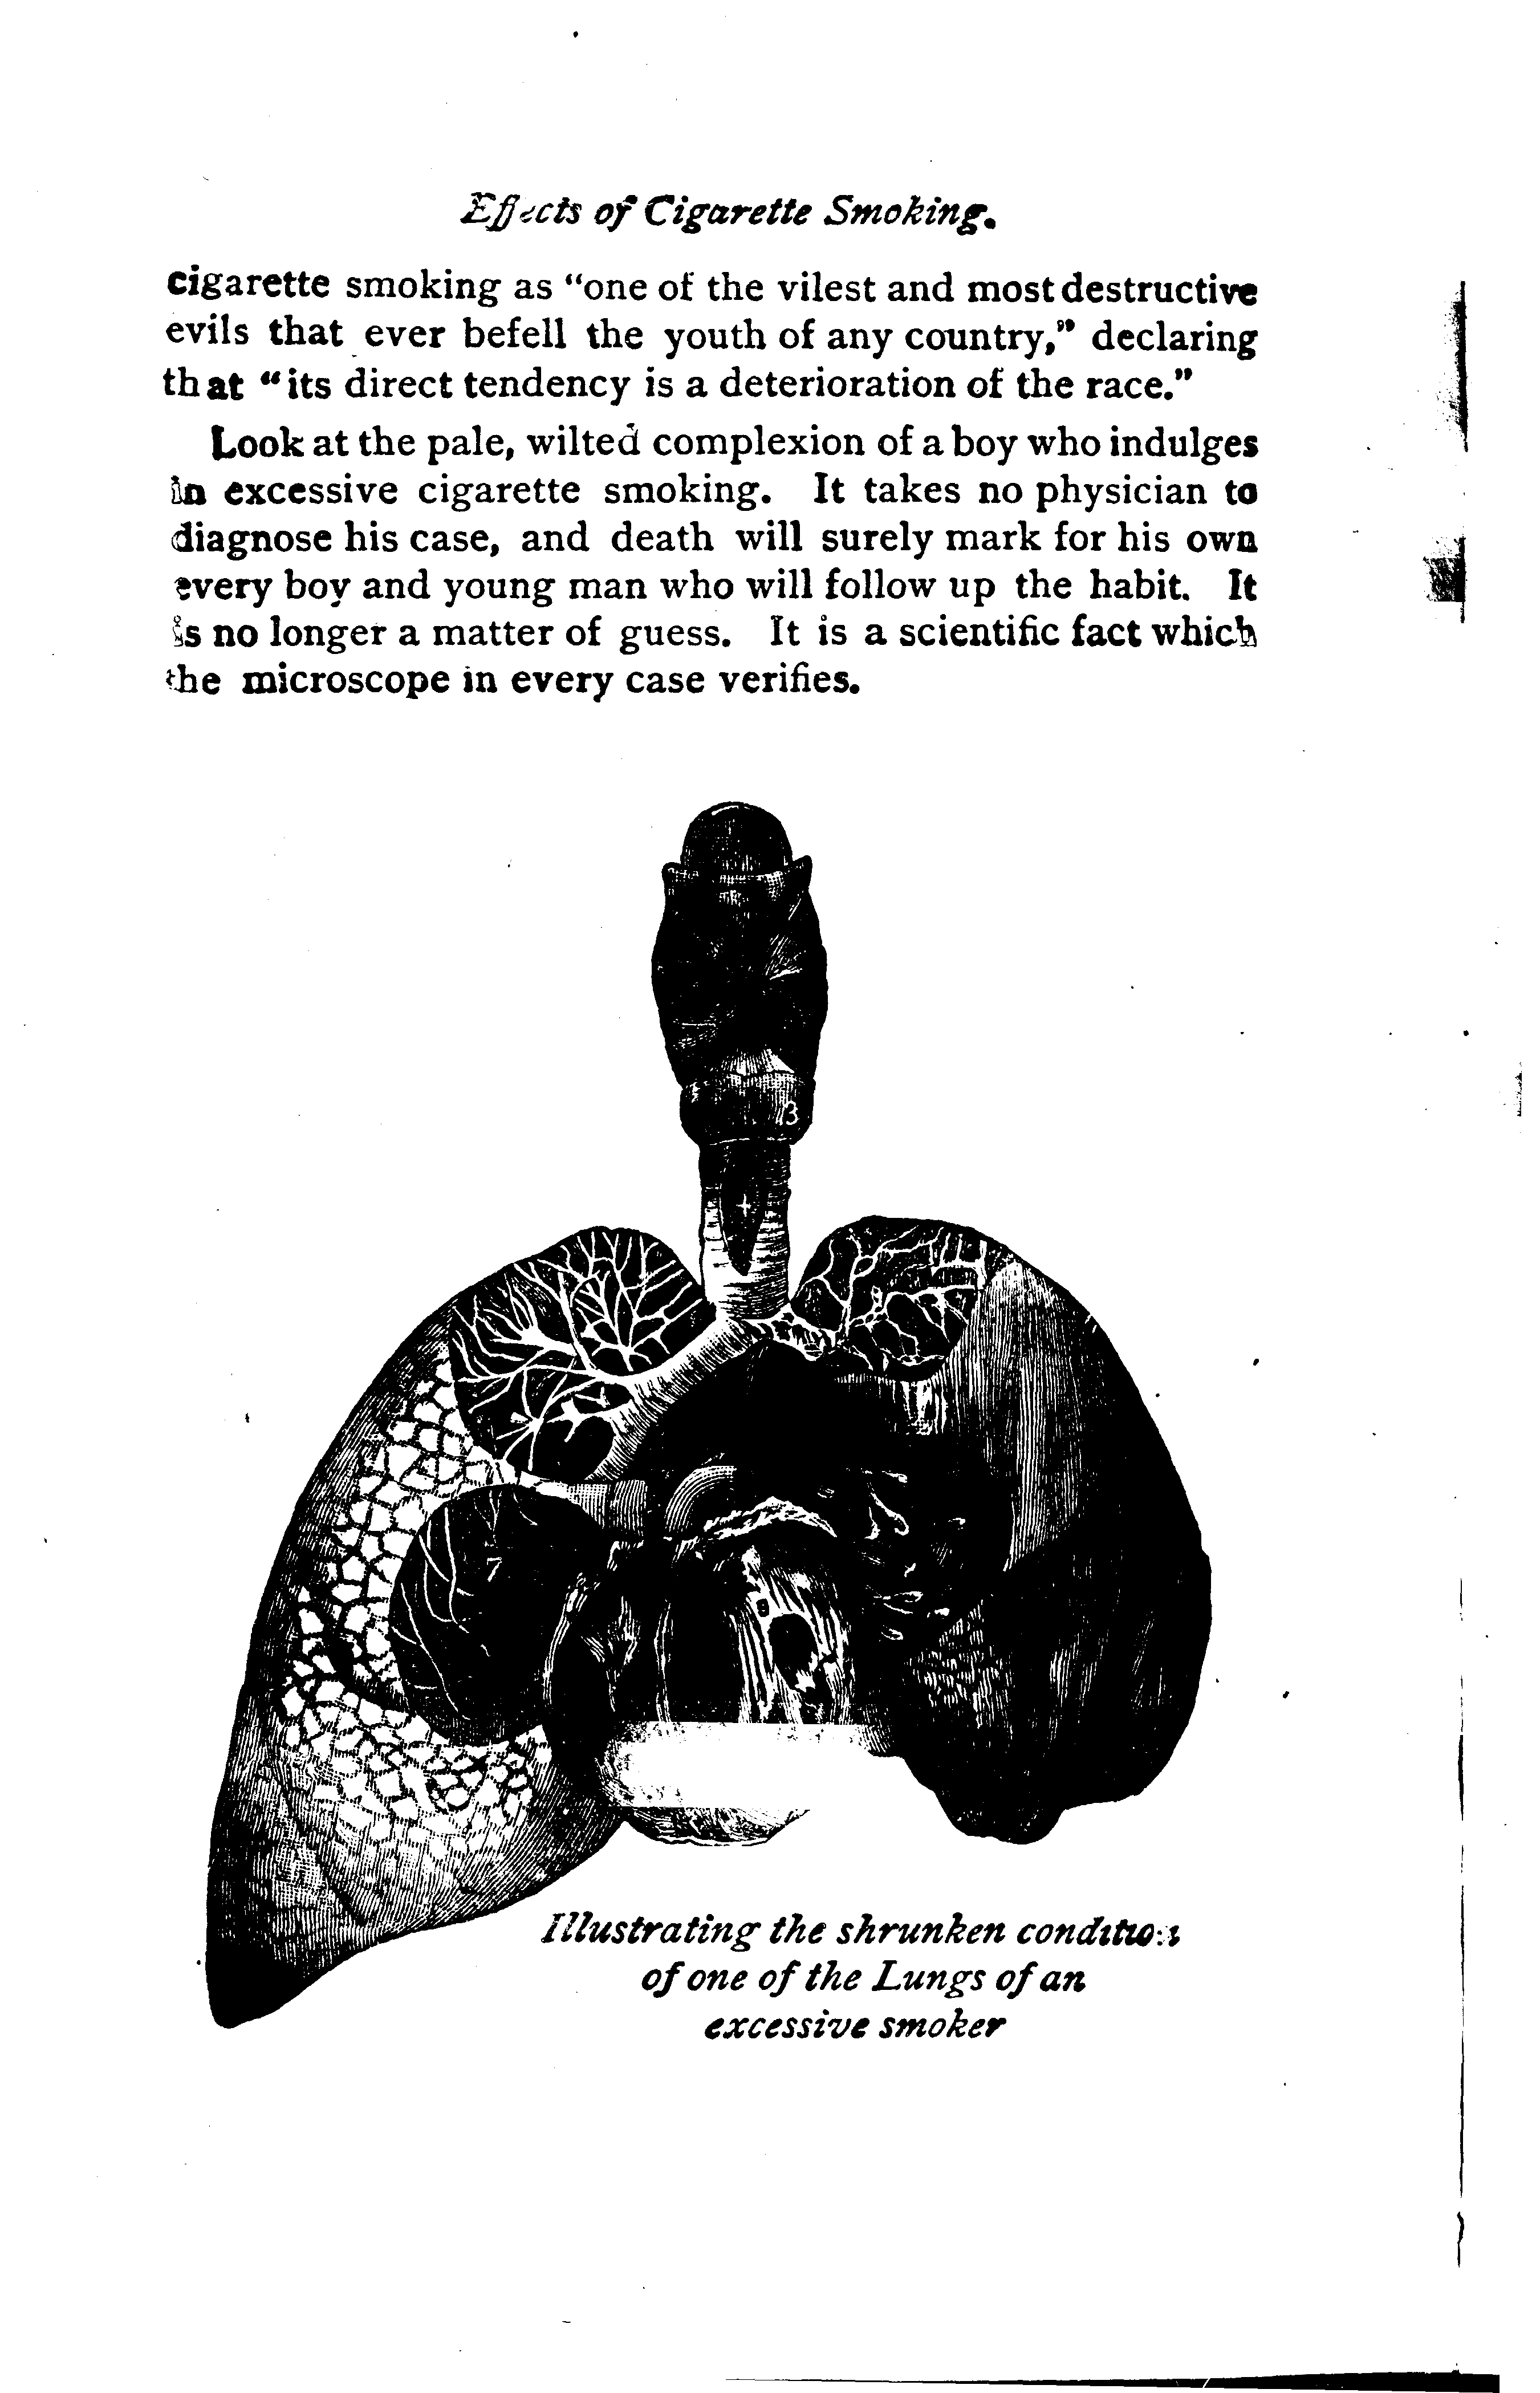 Effects of Cigarette Smoking.
cigarette smoking as “one of the vilest and most destructive
evils that ever befell the youth of any country,” declaring
that “its direct tendency is a deterioration of the race.”
Look at the pale, wilted complexion of a boy who indulges
in excessive cigarette smoking. It takes no physician to
diagnose his case, and death will surely mark for his own
every boy and young man who will follow up the habit. It
is no longer a matter of guess. It is a scientific fact which
the microscope in every case verifies.
3
7
8
Illustrating the shrunken condition
of one of the Lungs of an
excessive smoker